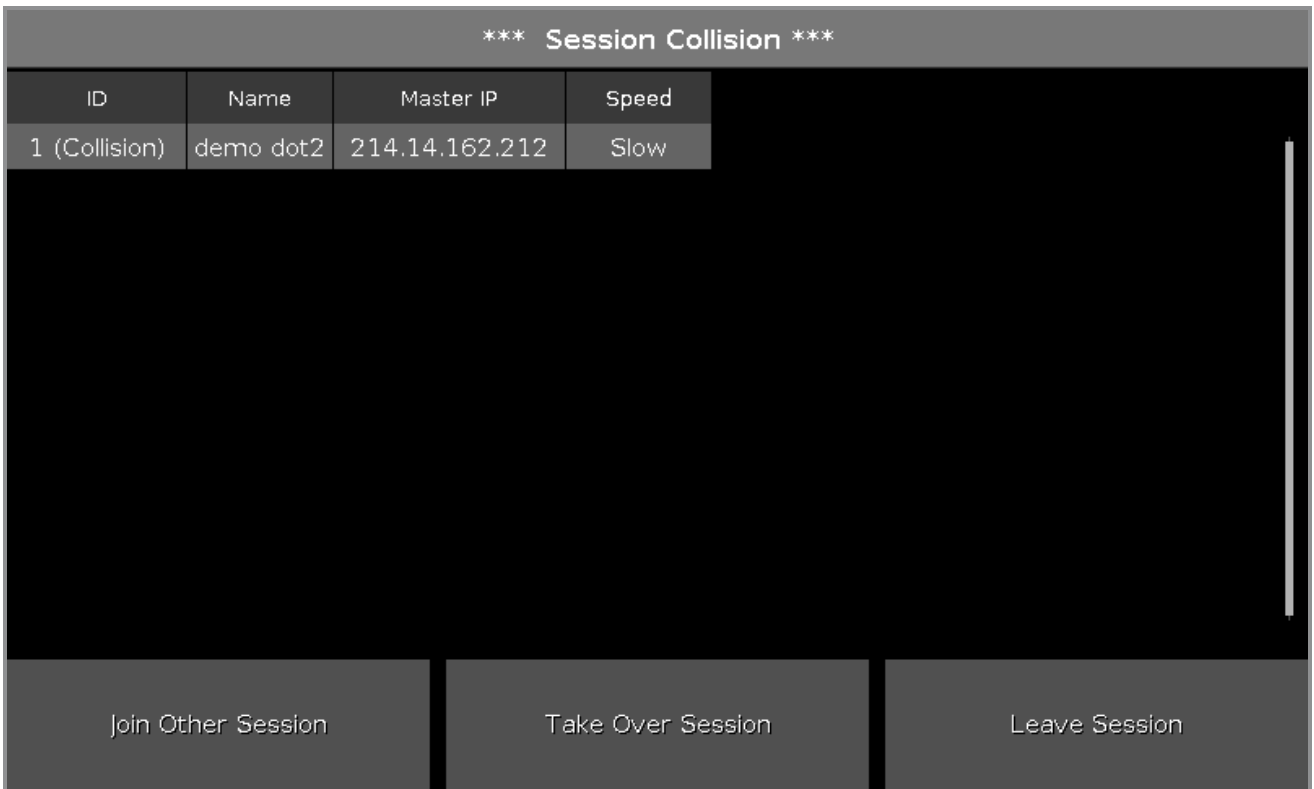 *** Session Collision ***
ID Name Master IP Speed
1 (Collision) demo dot2 214.14.162.212 Slow
Join Other Session Take Over Session Leave Session